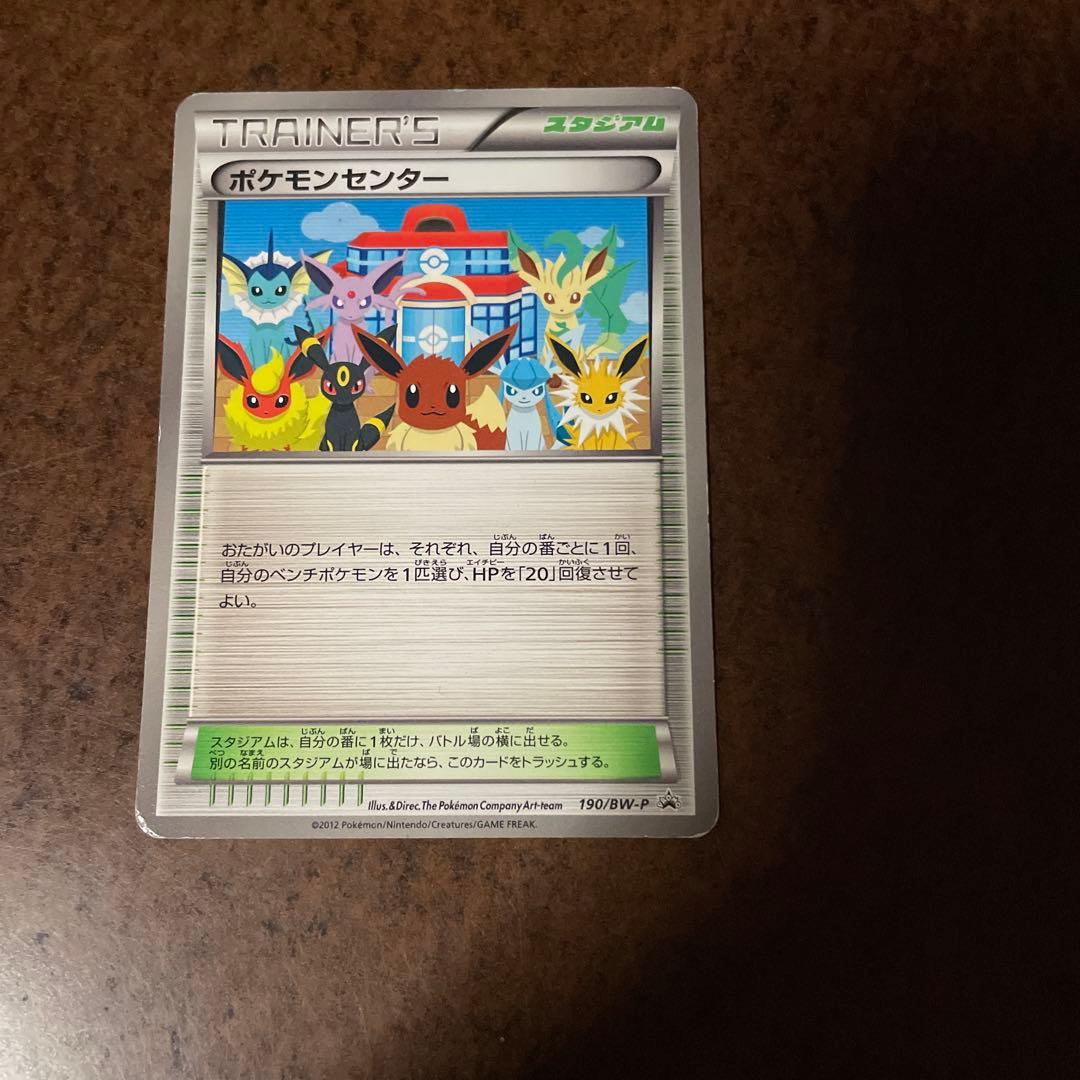 TRAINER'S スタジアム
ポケモンセンター
おたがいのプレイヤーは、それぞれ、自分の番ごとに1回、
自分のベンチポケモンを1匹選び、HPを「20」回復させて
よい。
スタジアムは、自分の番に1枚だけ、バトル場の横に出せる。
別の名前のスタジアムが場に出たなら、このカードをトラッシュする。
Illus.&Direc.The Pokémon Company Art-team 190/BW-P
©2012 Pokémon/Nintendo/Creatures/GAME FREAK.